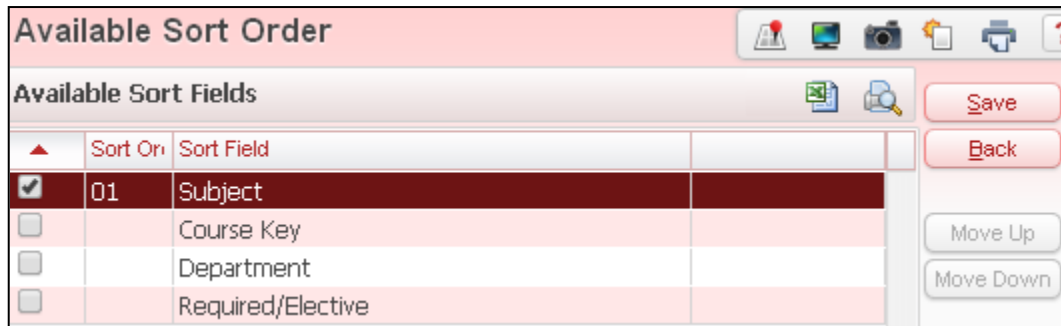 Available Sort Order
?
Available Sort Fields
Save
Back
Sort Or Sort Field
01 Subject
Course Key
Department
Required/Elective
Move Up
Move Down